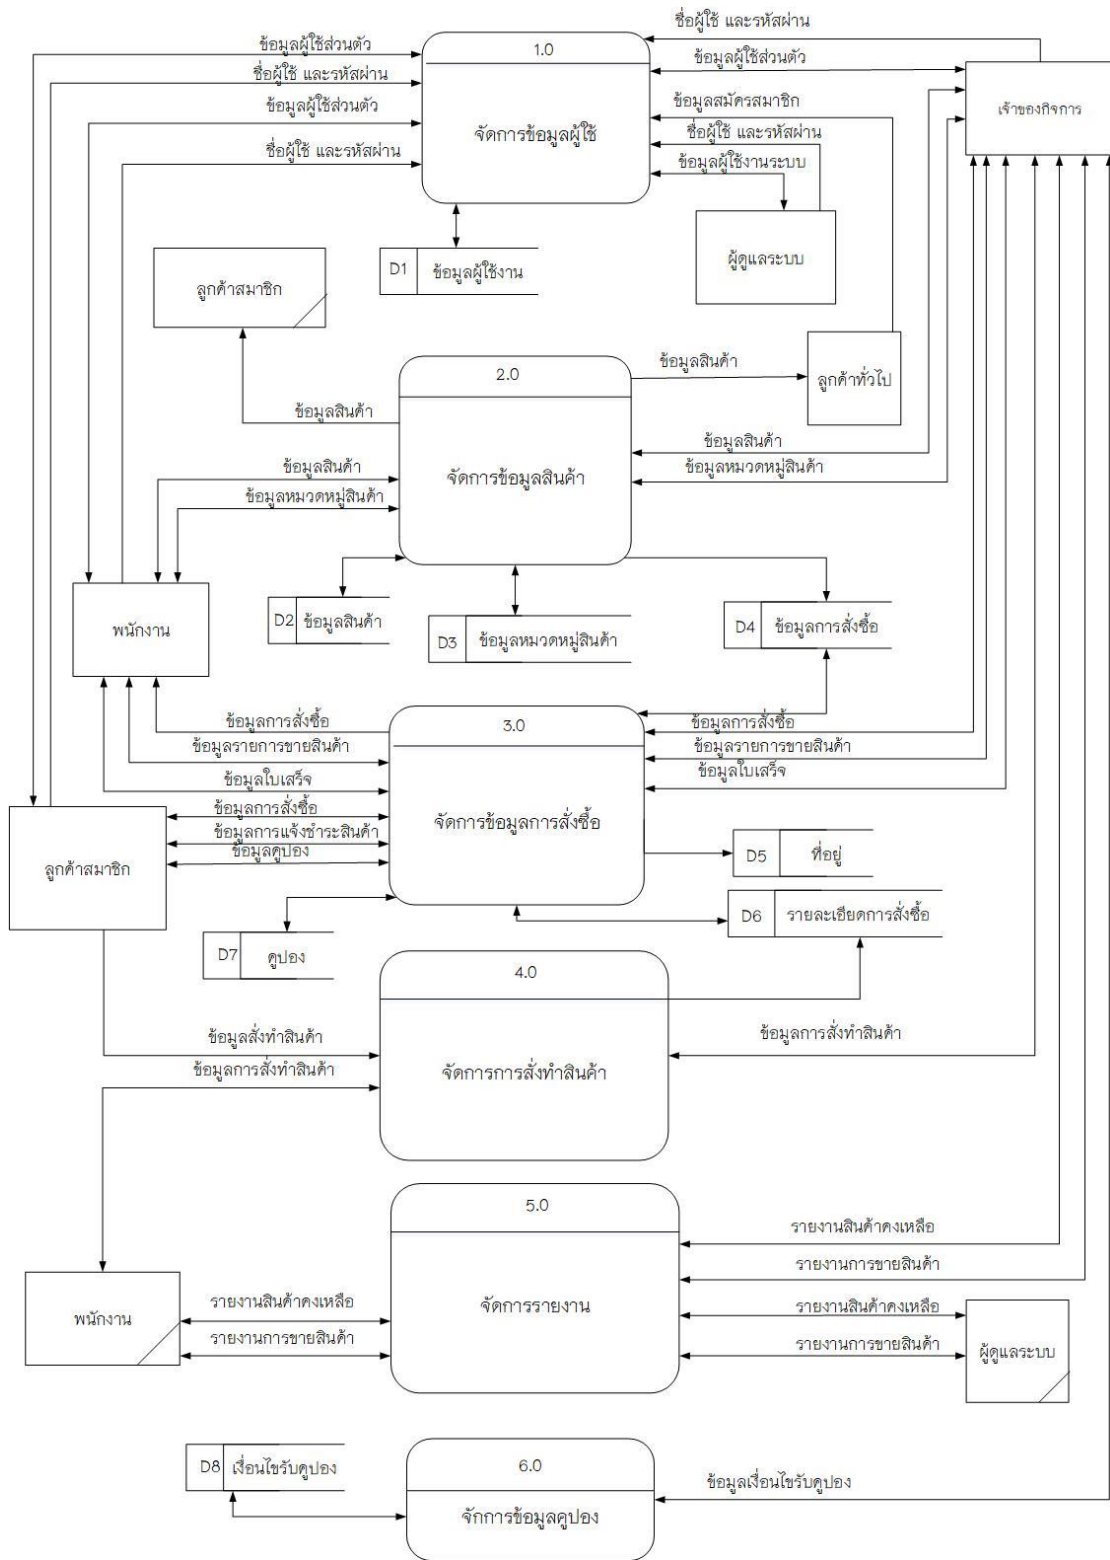 ชื่อผู้ใช้ และรหัสผ่าน
ข้อมูลผู้ใช้ส่วนตัว
1.0
ข้อมูลผู้ใช้ส่วนตัว
ชื่อผู้ใช้ และรหัสผ่าน
ข้อมูลสมัครสมาชิก
เจ้าของกิจการ
ข้อมูลผู้ใช้ส่วนตัว
จัดการข้อมูลผู้ใช้
ชื่อผู้ใช้ และรหัสผ่าน
ชื่อผู้ใช้ และรหัสผ่าน
ข้อมูลผู้ใช้งานระบบ
D1 ข้อมูลผู้ใช้งาน
ผู้ดูแลระบบ
ลูกค้าสมาชิก
2.0
ข้อมูลสินค้า
ลูกค้าทั่วไป
ข้อมูลสินค้า
ข้อมูลสินค้า
ข้อมูลสินค้า
จัดการข้อมูลสินค้า
ข้อมูลหมวดหมู่สินค้า
ข้อมูลหมวดหมู่สินค้า
พนักงาน
D2 ข้อมูลสินค้า
D3 ข้อมูลหมวดหมู่สินค้า
D4 ข้อมูลการสั่งซื้อ
ข้อมูลการสั่งซื้อ
3.0
ข้อมูลการสั่งซื้อ
ข้อมูลรายการขายสินค้า
ข้อมูลรายการขายสินค้า
ข้อมูลใบเสร็จ
ข้อมูลใบเสร็จ
ข้อมูลการสั่งซื้อ
จัดการข้อมูลการสั่งซื้อ
ข้อมูลการแจ้งชำระสินค้า
ข้อมูลคูปอง
ลูกค้าสมาชิก
D5 ที่อยู่
D6 รายละเอียดการสั่งซื้อ
D7 คูปอง
4.0
ข้อมูลสั่งทำสินค้า
ข้อมูลการสั่งทำสินค้า
ข้อมูลการสั่งทำสินค้า
จัดการการสั่งทำสินค้า
5.0
รายงานสินค้าคงเหลือ
รายงานการขายสินค้า
รายงานสินค้าคงเหลือ
จัดการรายงาน
รายงานสินค้าคงเหลือ
พนักงาน
รายงานการขายสินค้า
รายงานการขายสินค้า
ผู้ดูแลระบบ
D8 เงื่อนไขรับคูปอง
6.0
ข้อมูลเงื่อนไขรับคูปอง
จักการข้อมูลคูปอง